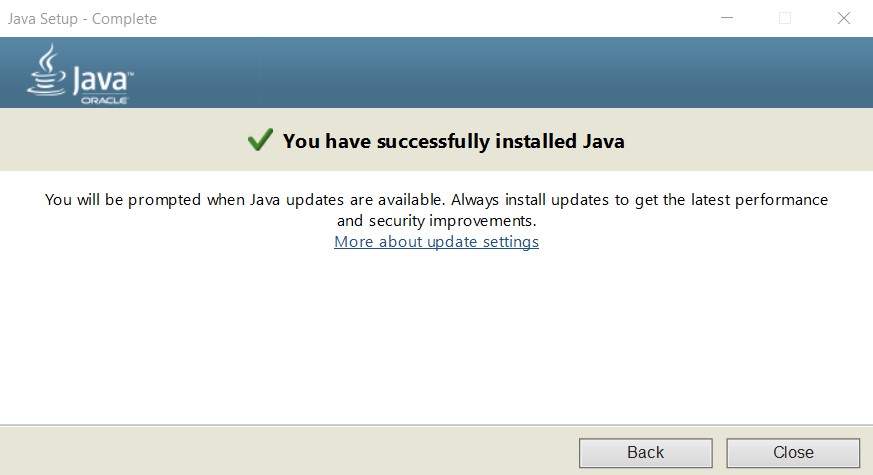 Java Setup - Complete
Java™
ORACLE
You have successfully installed Java
You will be prompted when Java updates are available. Always install updates to get the latest performance
and security improvements.
More about update settings
Back Close